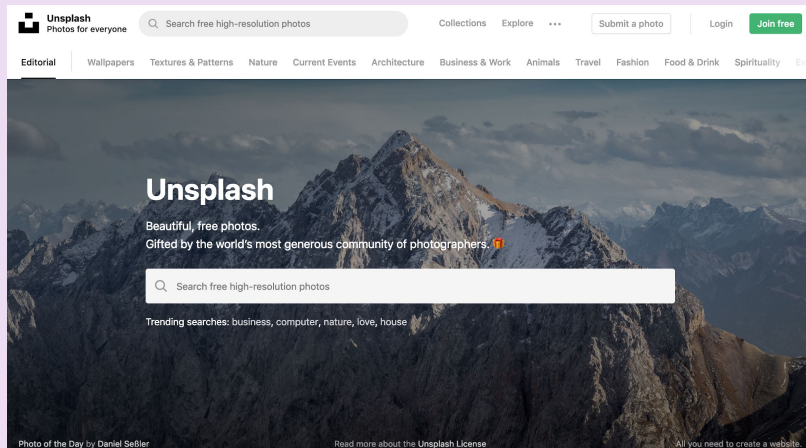 Unsplash
Photos for everyone
Search free high-resolution photos
Collections Explore ••• Submit a photo Login Join free
Editorial Wallpapers Textures & Patterns Nature Current Events Architecture Business & Work Animals Travel Fashion Food & Drink Spirituality
Unsplash
Beautiful, free photos.
Gifted by the world's most generous community of photographers. 🎁
Search free high-resolution photos
Trending searches: business, computer, nature, love, house
Photo of the Day by Daniel Seßler Read more about the Unsplash License All you need to create a website.